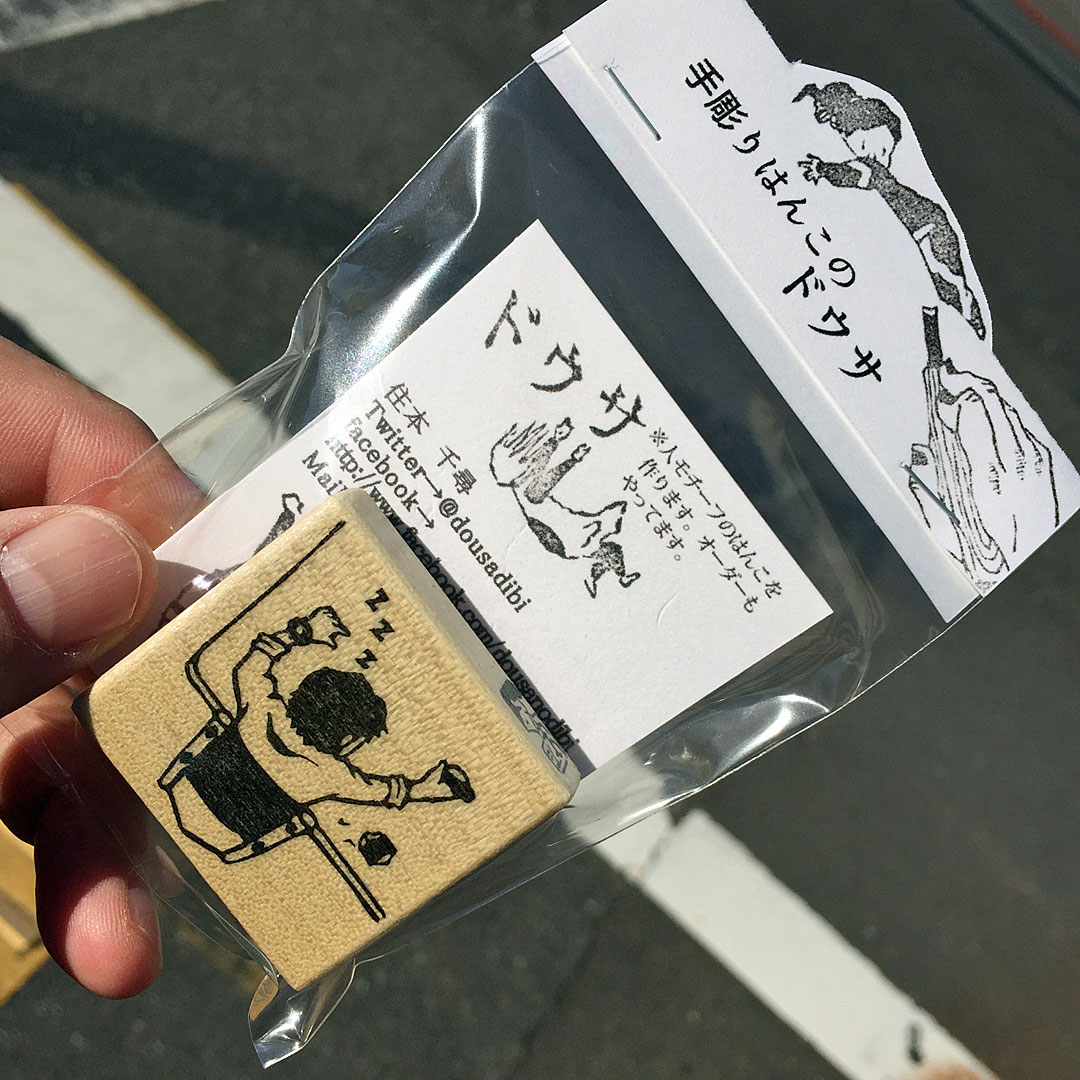 手彫りはんこの
ドウサ
ドウサ
※人モチーフのはんこを
作ります。オーダーも
やってます。
住本 千尋
Twitter→@dousadibi
facebook→
http://www.facebook.com/dousanodibi
Mai
z
z
z